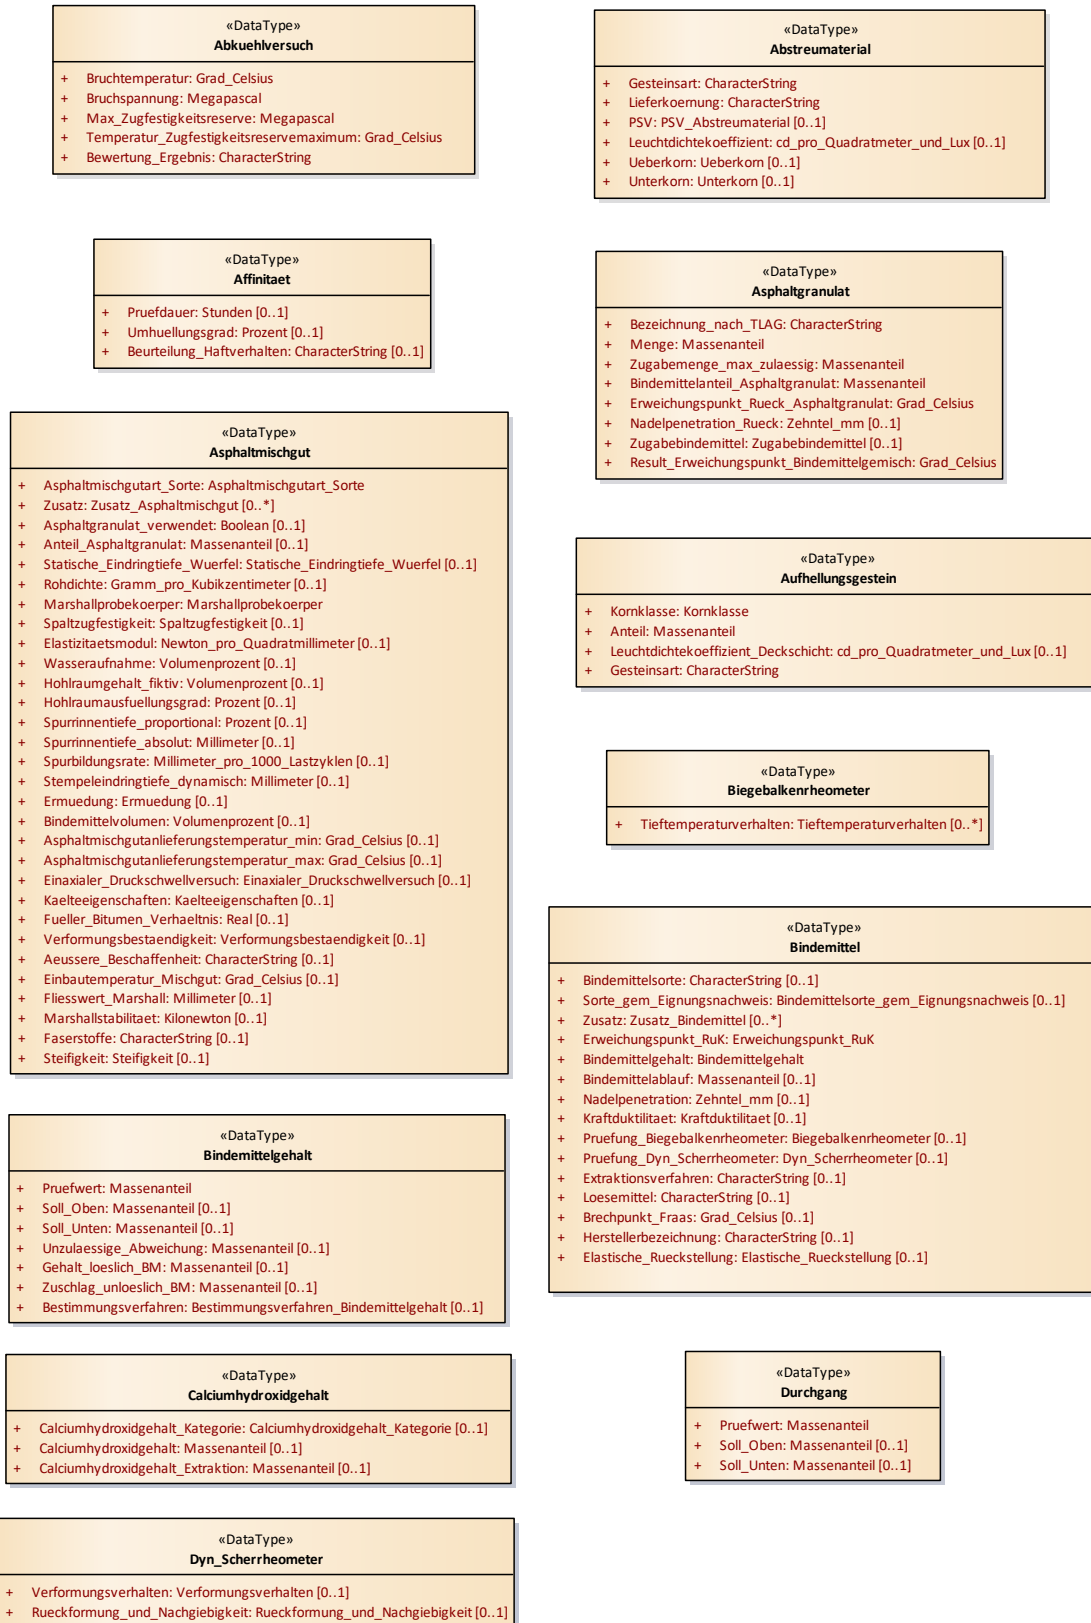 «DataType»
Abkuehlversuch
+ Bruchtemperatur: Grad_Celsius
+ Bruchspannung: Megapascal
+ Max_Zugfestigkeitsreserve: Megapascal
+ Temperatur_Zugfestigkeitsreservemaximum: Grad_Celsius
+ Bewertung_Ergebnis: CharacterString
«DataType»
Abstreumaterial
+ Gesteinsart: CharacterString
+ Lieferkoernung: CharacterString
+ PSV: PSV_Abstreumaterial [0..1]
+ Leuchtdichtekoeffizient: cd_pro_Quadratmeter_und_Lux [0..1]
+ Ueberkorn: Ueberkorn [0..1]
+ Unterkorn: Unterkorn [0..1]
«DataType»
Affinitaet
+ Pruefdauer: Stunden [0..1]
+ Umhuellungsgrad: Prozent [0..1]
+ Beurteilung_Haftverhalten: CharacterString [0..1]
«DataType»
Asphaltgranulat
+ Bezeichnung_nach_TLAG: CharacterString
+ Menge: Massenanteil
+ Zugabemenge_max_zulaessig: Massenanteil
+ Bindemittelanteil_Asphaltgranulat: Massenanteil
+ Erweichungspunkt_Rueck_Asphaltgranulat: Grad_Celsius
+ Nadelpenetration_Rueck: Zehntel_mm [0..1]
+ Zugabebindemittel: Zugabebindemittel [0..1]
+ Result_Erweichungspunkt_Bindemittelgemisch: Grad_Celsius
«DataType»
Asphaltmischgut
+ Asphaltmischgutart_Sorte: Asphaltmischgutart_Sorte
+ Zusatz: Zusatz_Asphaltmischgut [0..*]
+ Asphaltgranulat_verwendet: Boolean [0..1]
+ Anteil_Asphaltgranulat: Massenanteil [0..1]
+ Statische_Eindringtiefe_Wuerfel: Statische_Eindringtiefe_Wuerfel [0..1]
+ Rohdichte: Gramm_pro_Kubikzentimeter [0..1]
+ Marshallprobekoerper: Marshallprobekoerper
+ Spaltzugfestigkeit: Spaltzugfestigkeit [0..1]
+ Elastizitaetsmodul: Newton_pro_Quadratmillimeter [0..1]
+ Wasseraufnahme: Volumenprozent [0..1]
+ Hohlraumgehalt_fiktiv: Volumenprozent [0..1]
+ Hohlraumausfuellungsgrad: Prozent [0..1]
+ Spurrinnentiefe_proportional: Prozent [0..1]
+ Spurrinnentiefe_absolut: Millimeter [0..1]
+ Spurbildungsrate: Millimeter_pro_1000_Lastzyklen [0..1]
+ Stempeleindringtiefe_dynamisch: Millimeter [0..1]
+ Ermuedung: Ermuedung [0..1]
+ Bindemittelvolumen: Volumenprozent [0..1]
+ Asphaltmischgutanlieferungstemperatur_min: Grad_Celsius [0..1]
+ Asphaltmischgutanlieferungstemperatur_max: Grad_Celsius [0..1]
+ Einaxialer_Druckschwellversuch: Einaxialer_Druckschwellversuch [0..1]
+ Kaelteeigenschaften: Kaelteeigenschaften [0..1]
+ Fueller_Bitumen_Verhaeltnis: Real [0..1]
+ Verformungsbestaendigkeit: Verformungsbestaendigkeit [0..1]
+ Aeussere_Beschaffenheit: CharacterString [0..1]
+ Einbautemperatur_Mischgut: Grad_Celsius [0..1]
+ Fliesswert_Marshall: Millimeter [0..1]
+ Marshallstabilitaet: Kilonewton [0..1]
+ Faserstoffe: CharacterString [0..1]
+ Steifigkeit: Steifigkeit [0..1]
«DataType»
Aufhellungsgestein
+ Kornklasse: Kornklasse
+ Anteil: Massenanteil
+ Leuchtdichtekoeffizient_Deckschicht: cd_pro_Quadratmeter_und_Lux [0..1]
+ Gesteinsart: CharacterString
«DataType»
Biegebalkenrheometer
+ Tieftemperaturverhalten: Tieftemperaturverhalten [0..*]
«DataType»
Bindemittel
+ Bindemittelsorte: CharacterString [0..1]
+ Sorte_gem_Eignungsnachweis: Bindemittelsorte_gem_Eignungsnachweis [0..1]
+ Zusatz: Zusatz_Bindemittel [0..*]
+ Erweichungspunkt_RuK: Erweichungspunkt_RuK
+ Bindemittelgehalt: Bindemittelgehalt
+ Bindemittelablauf: Massenanteil [0..1]
+ Nadelpenetration: Zehntel_mm [0..1]
+ Kraftduktilitaet: Kraftduktilitaet [0..1]
+ Pruefung_Biegebalkenrheometer: Biegebalkenrheometer [0..1]
+ Pruefung_Dyn_Scherrheometer: Dyn_Scherrheometer [0..1]
+ Extraktionsverfahren: CharacterString [0..1]
+ Loesemittel: CharacterString [0..1]
+ Brechpunkt_Fraas: Grad_Celsius [0..1]
+ Herstellerbezeichnung: CharacterString [0..1]
+ Elastische_Rueckstellung: Elastische_Rueckstellung [0..1]
«DataType»
Bindemittelgehalt
+ Pruefwert: Massenanteil
+ Soll_Oben: Massenanteil [0..1]
+ Soll_Unten: Massenanteil [0..1]
+ Unzulaessige_Abweichung: Massenanteil [0..1]
+ Gehalt_loeslich_BM: Massenanteil [0..1]
+ Zuschlag_unloeslich_BM: Massenanteil [0..1]
+ Bestimmungsverfahren: Bestimmungsverfahren_Bindemittelgehalt [0..1]
«DataType»
Calciumhydroxidgehalt
+ Calciumhydroxidgehalt_Kategorie: Calciumhydroxidgehalt_Kategorie [0..1]
+ Calciumhydroxidgehalt: Massenanteil [0..1]
+ Calciumhydroxidgehalt_Extraktion: Massenanteil [0..1]
«DataType»
Durchgang
+ Pruefwert: Massenanteil
+ Soll_Oben: Massenanteil [0..1]
+ Soll_Unten: Massenanteil [0..1]
«DataType»
Dyn_Scherrheometer
+ Verformungsverhalten: Verformungsverhalten [0..1]
+ Rueckformung_und_Nachgiebigkeit: Rueckformung_und_Nachgiebigkeit [0..1]